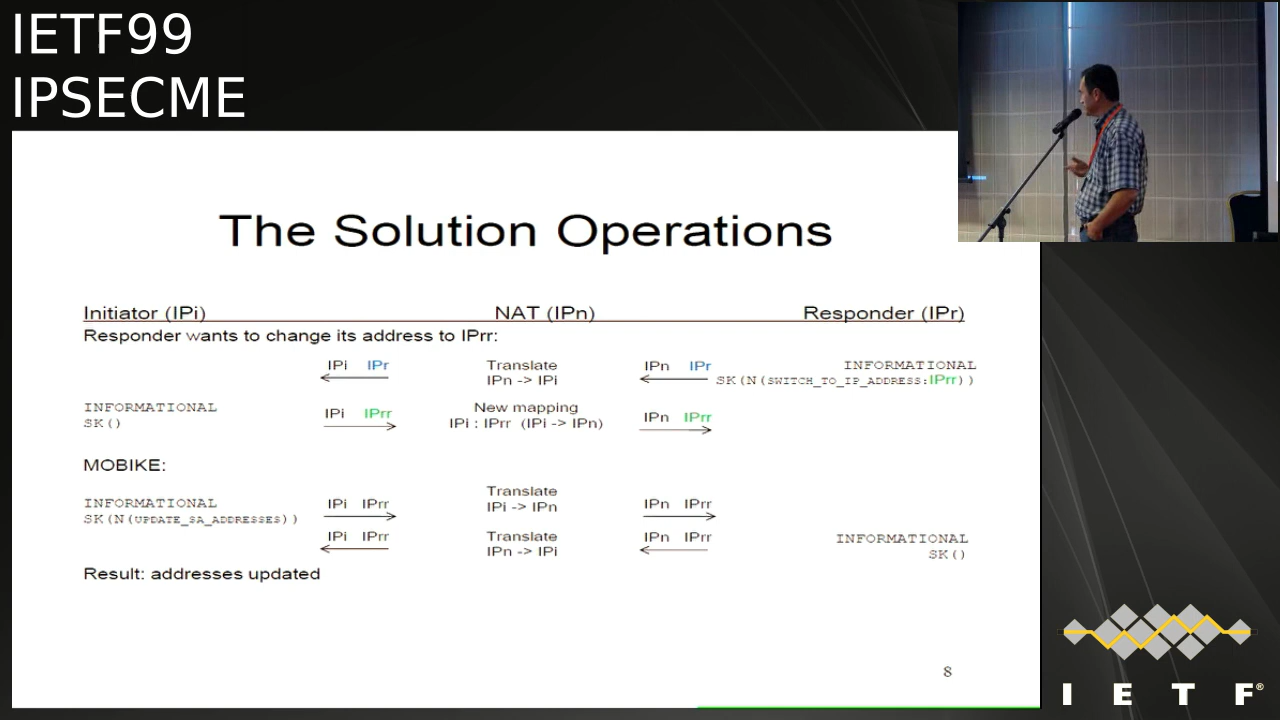 IETF99
IPSECME
The Solution Operations
Initiator (IPi) NAT (IPn) Responder (IPr)
Responder wants to change its address to IPrr:
IPi IPr Translate IPn IPr INFORMATIONAL
IPn -> IPi SK(N(SWITCH_TO_IP_ADDRESS:IPrr))
INFORMATIONAL IPi IPrr New mapping IPn IPrr
SK() IPi : IPrr (IPi -> IPn)
MOBIKE:
INFORMATIONAL IPi IPrr Translate IPn IPrr
SK(N(UPDATE_SA_ADDRESSES)) IPi -> IPn
IPi IPrr Translate IPn IPrr INFORMATIONAL
IPn -> IPi SK()
Result: addresses updated
8
I E T F®